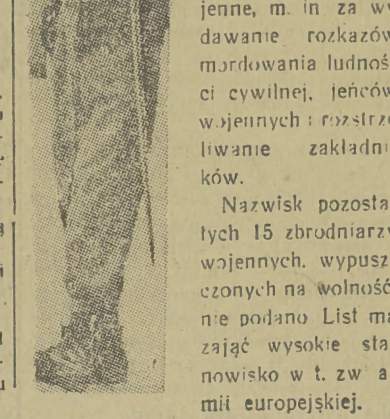 jenne, m. in za wy
dawanie rozkazów
mordowania ludnoś
ci cywilnej, jeńców
wojennych i rozstrze
liwanie zakładni
ków.
Nazwisk pozosta
łych 15 zbrodniarzy
wojennych. wypusz
czonych na wolność
nie podano List ma
zająć wysokie sta
nowisko w t. zw a
mii europejskiej.